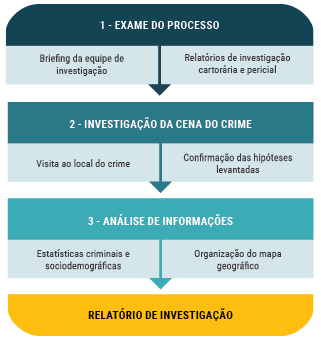 1 - EXAME DO PROCESSO
Briefing da equipe de
investigação
Relatórios de investigação
cartorária e pericial
2 - INVESTIGAÇÃO DA CENA DO CRIME
Visita ao local do crime
Confirmação das hipóteses
levantadas
3 - ANÁLISE DE INFORMAÇÕES
Estatísticas criminais e
sociodemográficas
Organização do mapa
geográfico
RELATÓRIO DE INVESTIGAÇÃO